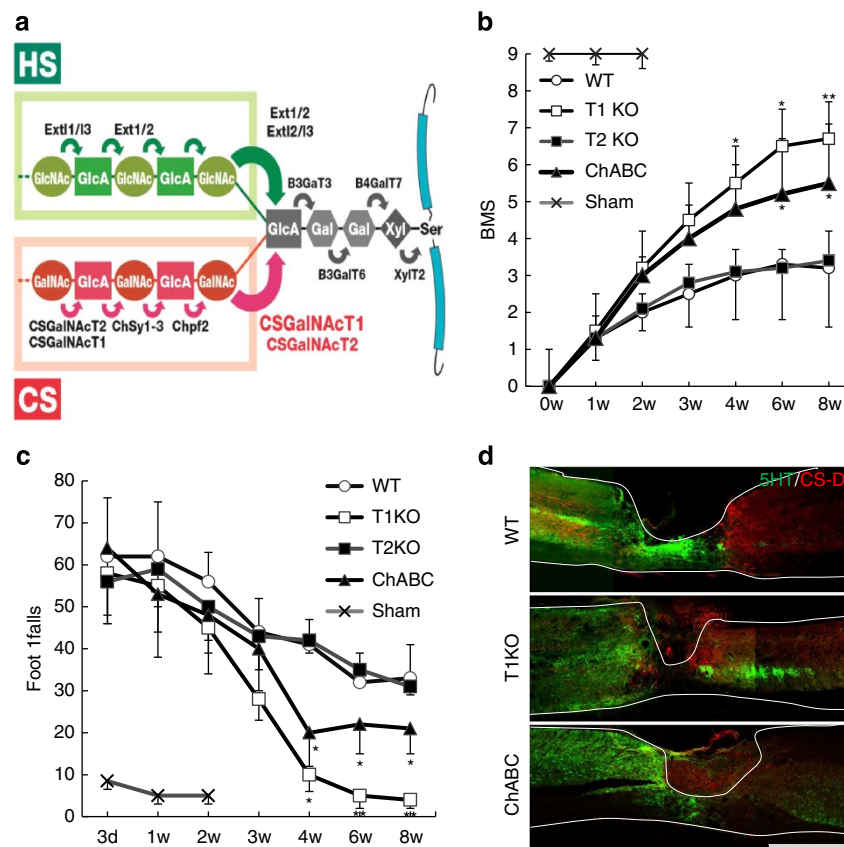 a
HS
Extl1/l3 Ext1/2
Ext1/2
Extl2/l3
GlcNAc GlcA GlcNAc GlcA GlcNAc
B3GaT3 B4GalT7
GlcA Gal Gal Xyl Ser
B3GalT6 XylT2
GalNAc GlcA GalNAc GlcA GalNAc
CSGalNAcT2 ChSy1-3 Chpf2
CSGalNAcT1
CSGalNAcT1
CSGalNAcT2
CS
b
BMS
9
8
7
6
5
4
3
2
1
0
WT
T1 KO
T2 KO
ChABC
Sham
* * ** * *
0w 1w 2w 3w 4w 6w 8w
c
Foot 1falls
80
70
60
50
40
30
20
10
0
WT
T1KO
T2KO
ChABC
Sham
* * *
* ** **
3d 1w 2w 3w 4w 6w 8w
d
5HT/CS-D
WT
T1KO
ChABC